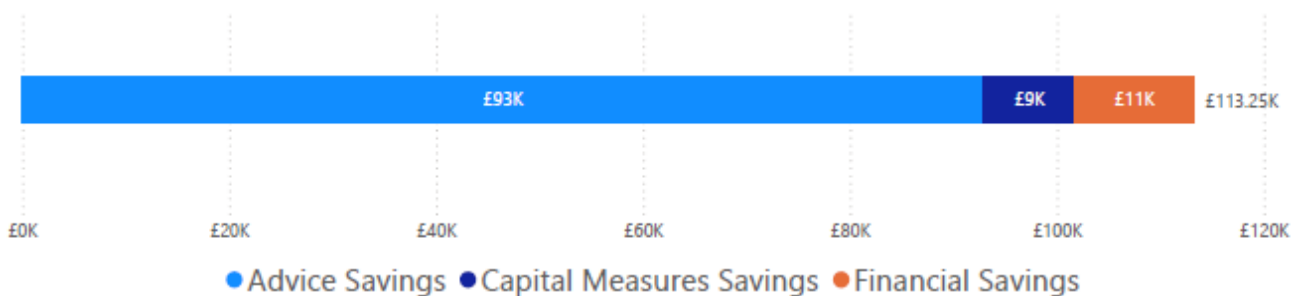 £93K £9K £11K £113.25K
£0K £20K £40K £60K £80K £100K £120K
Advice Savings Capital Measures Savings Financial Savings